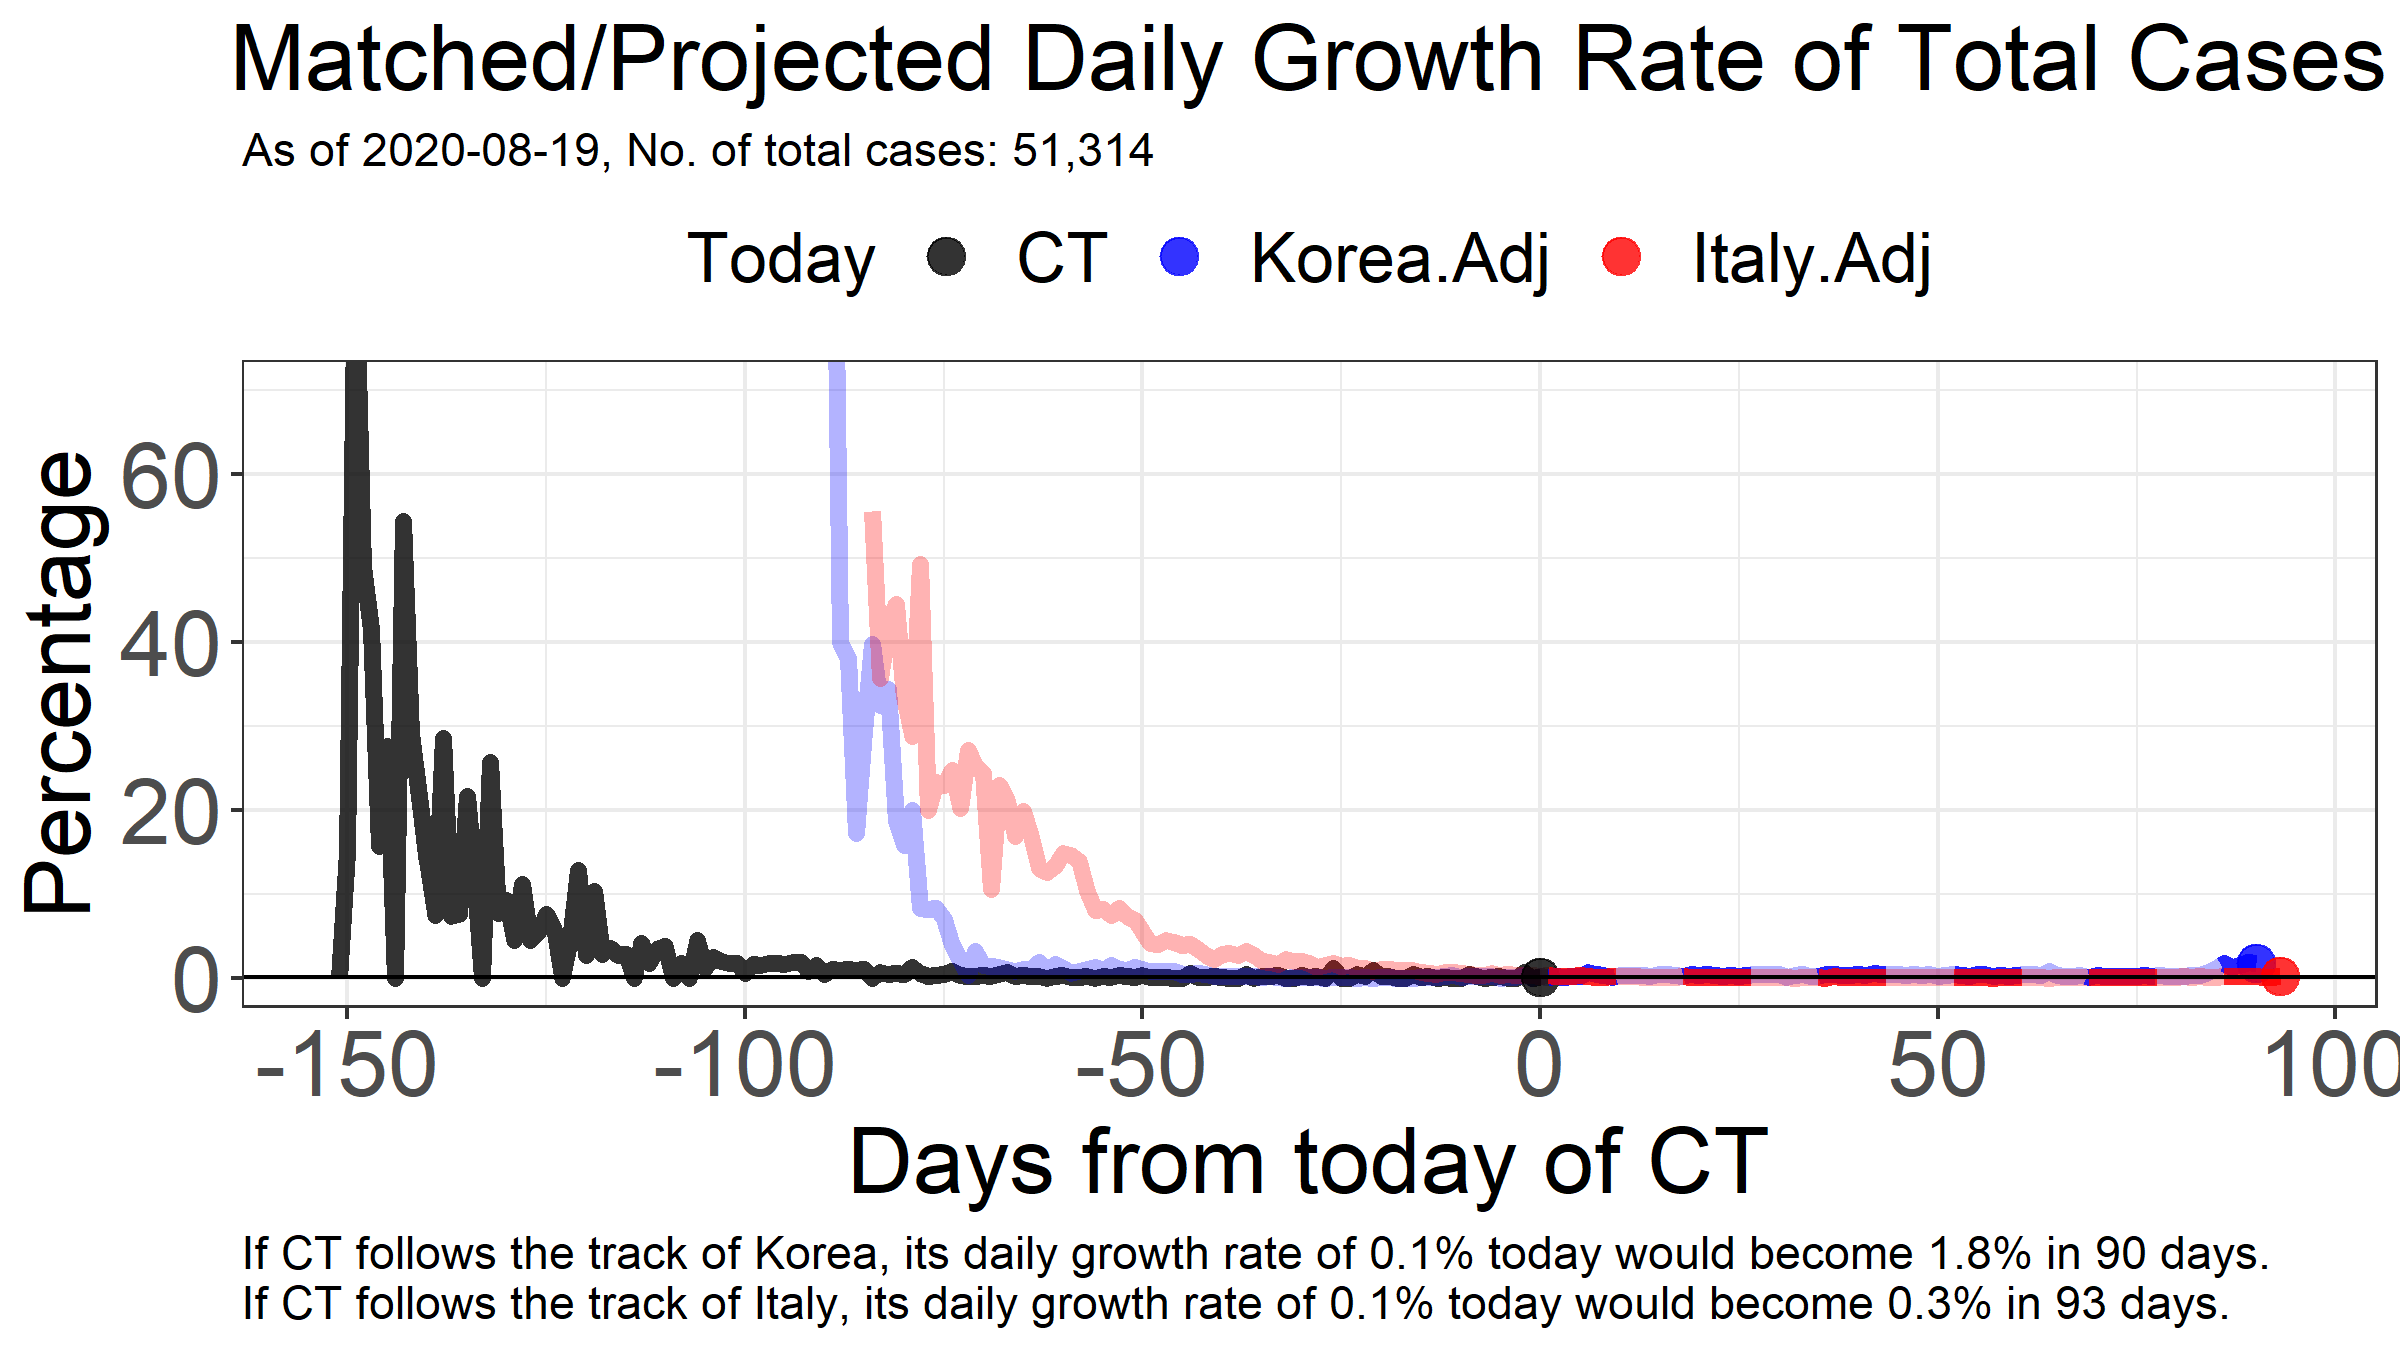 Matched/Projected Daily Growth Rate of Total Cases
As of 2020-08-19, No. of total cases: 51,314
Today CT Korea.Adj Italy.Adj
Percentage
60
40
20
0
-150 -100 -50 0 50 100
Days from today of CT
If CT follows the track of Korea, its daily growth rate of 0.1% today would become 1.8% in 90 days.
If CT follows the track of Italy, its daily growth rate of 0.1% today would become 0.3% in 93 days.